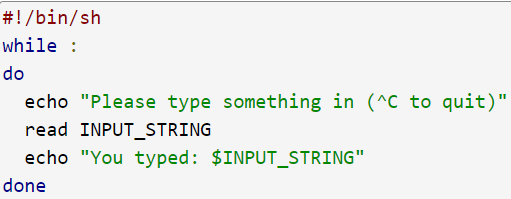 #!/bin/sh
while :
do
  echo "Please type something in (^C to quit)"
  read INPUT_STRING
  echo "You typed: $INPUT_STRING"
done